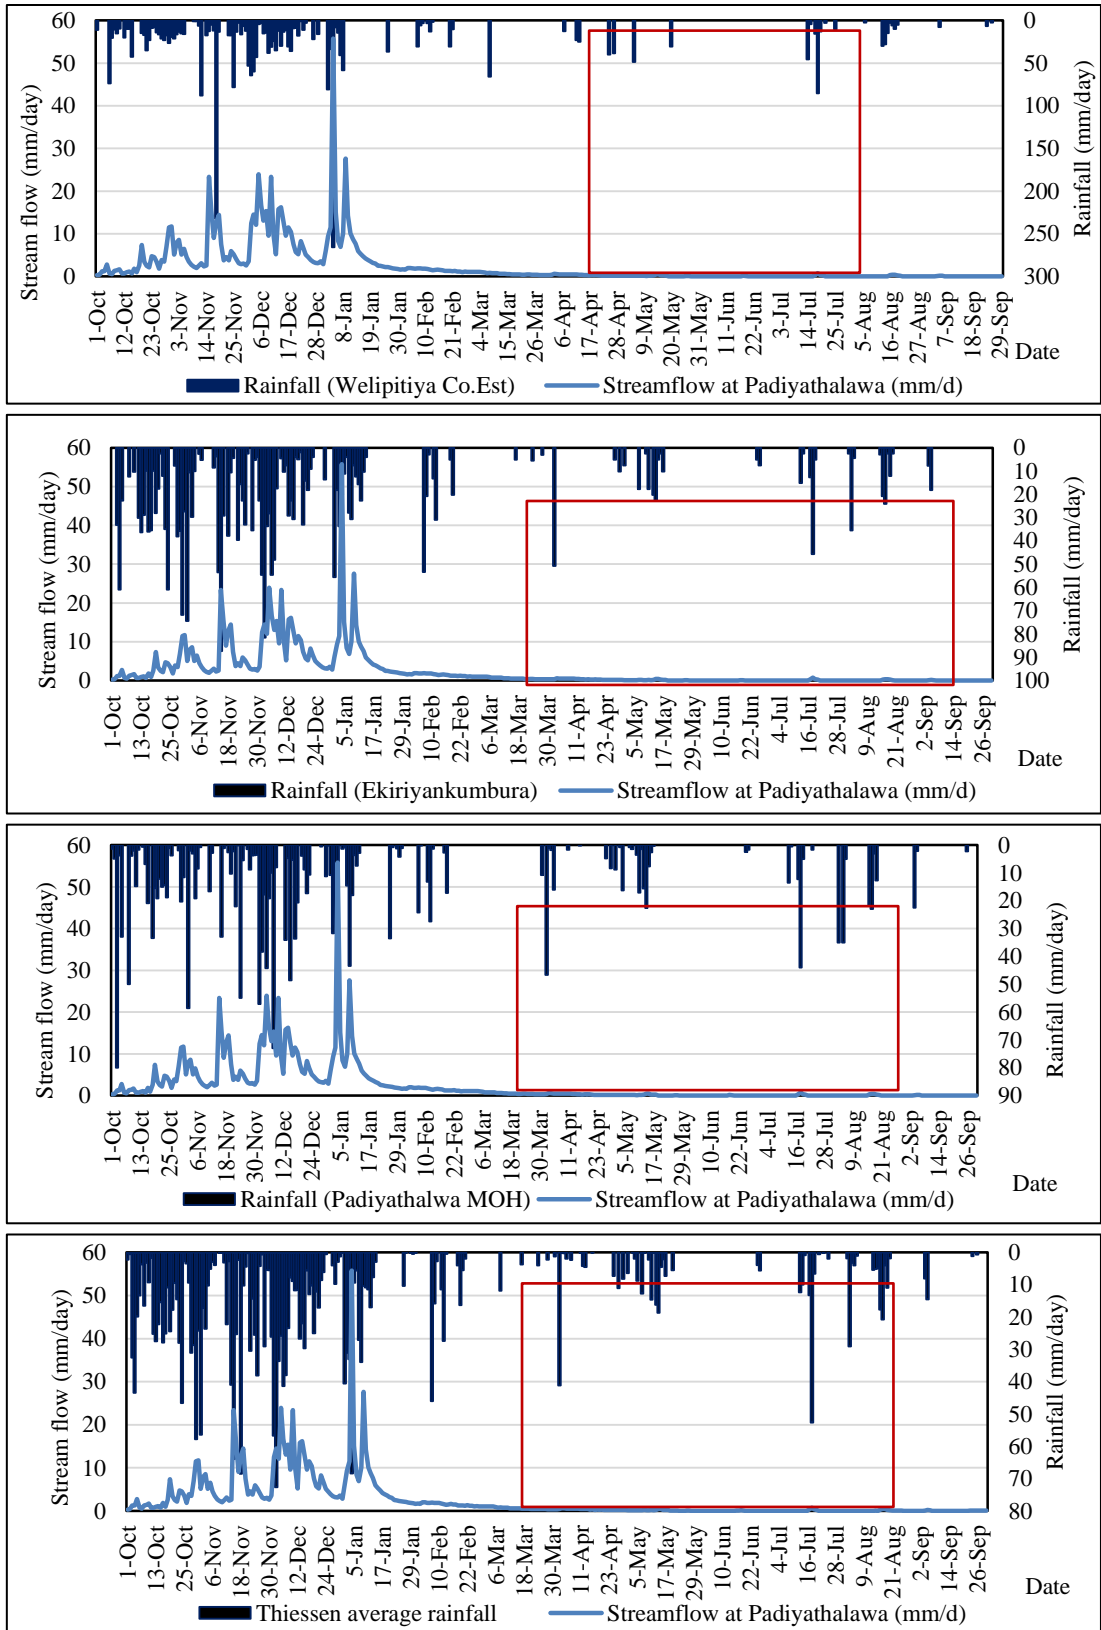 60
50
40
30
20
10
0
Stream flow (mm/day)
0
50
100
150
200
250
300
Rainfall (mm/day)
1-Oct
12-Oct
23-Oct
3-Nov
14-Nov
25-Nov
6-Dec
17-Dec
28-Dec
8-Jan
19-Jan
30-Jan
10-Feb
21-Feb
4-Mar
15-Mar
26-Mar
6-Apr
17-Apr
28-Apr
9-May
20-May
31-May
11-Jun
22-Jun
3-Jul
14-Jul
25-Jul
5-Aug
16-Aug
27-Aug
7-Sep
18-Sep
29-Sep
Date
Rainfall (Welipitiya Co.Est)
Streamflow at Padiyathalawa (mm/d)
60
50
40
30
20
10
0
Stream flow (mm/day)
0
10
20
30
40
50
60
70
80
90
100
Rainfall (mm/day)
1-Oct
13-Oct
25-Oct
6-Nov
18-Nov
30-Nov
12-Dec
24-Dec
5-Jan
17-Jan
29-Jan
10-Feb
22-Feb
6-Mar
18-Mar
30-Mar
11-Apr
23-Apr
5-May
17-May
29-May
10-Jun
22-Jun
4-Jul
16-Jul
28-Jul
9-Aug
21-Aug
2-Sep
14-Sep
26-Sep
Date
Rainfall (Ekiriyankumbura)
Streamflow at Padiyathalawa (mm/d)
60
50
40
30
20
10
0
Stream flow (mm/day)
0
10
20
30
40
50
60
70
80
90
Rainfall (mm/day)
1-Oct
13-Oct
25-Oct
6-Nov
18-Nov
30-Nov
12-Dec
24-Dec
5-Jan
17-Jan
29-Jan
10-Feb
22-Feb
6-Mar
18-Mar
30-Mar
11-Apr
23-Apr
5-May
17-May
29-May
10-Jun
22-Jun
4-Jul
16-Jul
28-Jul
9-Aug
21-Aug
2-Sep
14-Sep
26-Sep
Date
Rainfall (Padiyathalwa MOH)
Streamflow at Padiyathalawa (mm/d)
60
50
40
30
20
10
0
Stream flow (mm/day)
0
10
20
30
40
50
60
70
80
Rainfall (mm/day)
1-Oct
13-Oct
25-Oct
6-Nov
18-Nov
30-Nov
12-Dec
24-Dec
5-Jan
17-Jan
29-Jan
10-Feb
22-Feb
6-Mar
18-Mar
30-Mar
11-Apr
23-Apr
5-May
17-May
29-May
10-Jun
22-Jun
4-Jul
16-Jul
28-Jul
9-Aug
21-Aug
2-Sep
14-Sep
26-Sep
Date
Thiessen average rainfall
Streamflow at Padiyathalawa (mm/d)